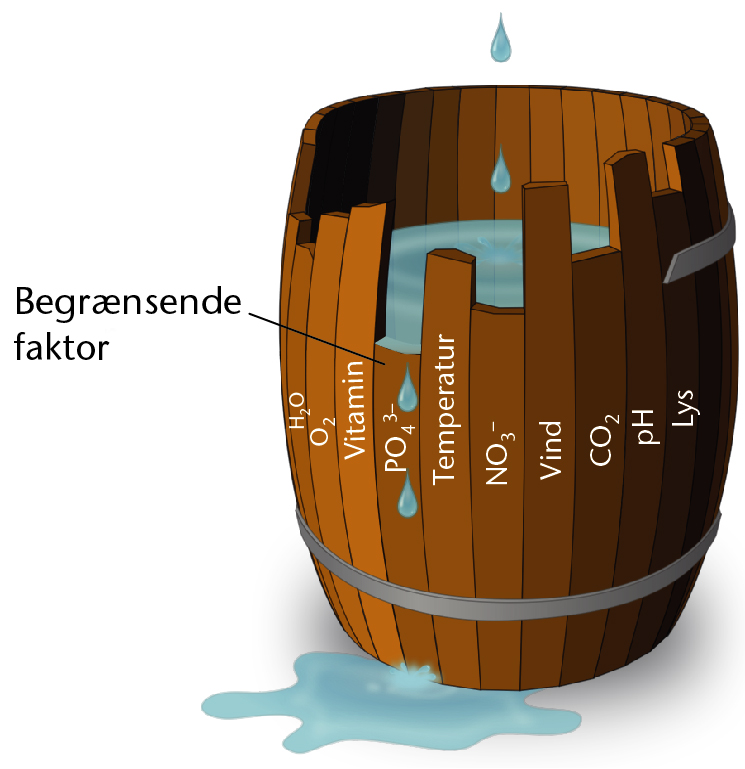 Begrænsende
faktor
H₂O
O₂
Vitamin
PO₄³⁻
Temperatur
NO₃⁻
Vind
CO₂
pH
Lys